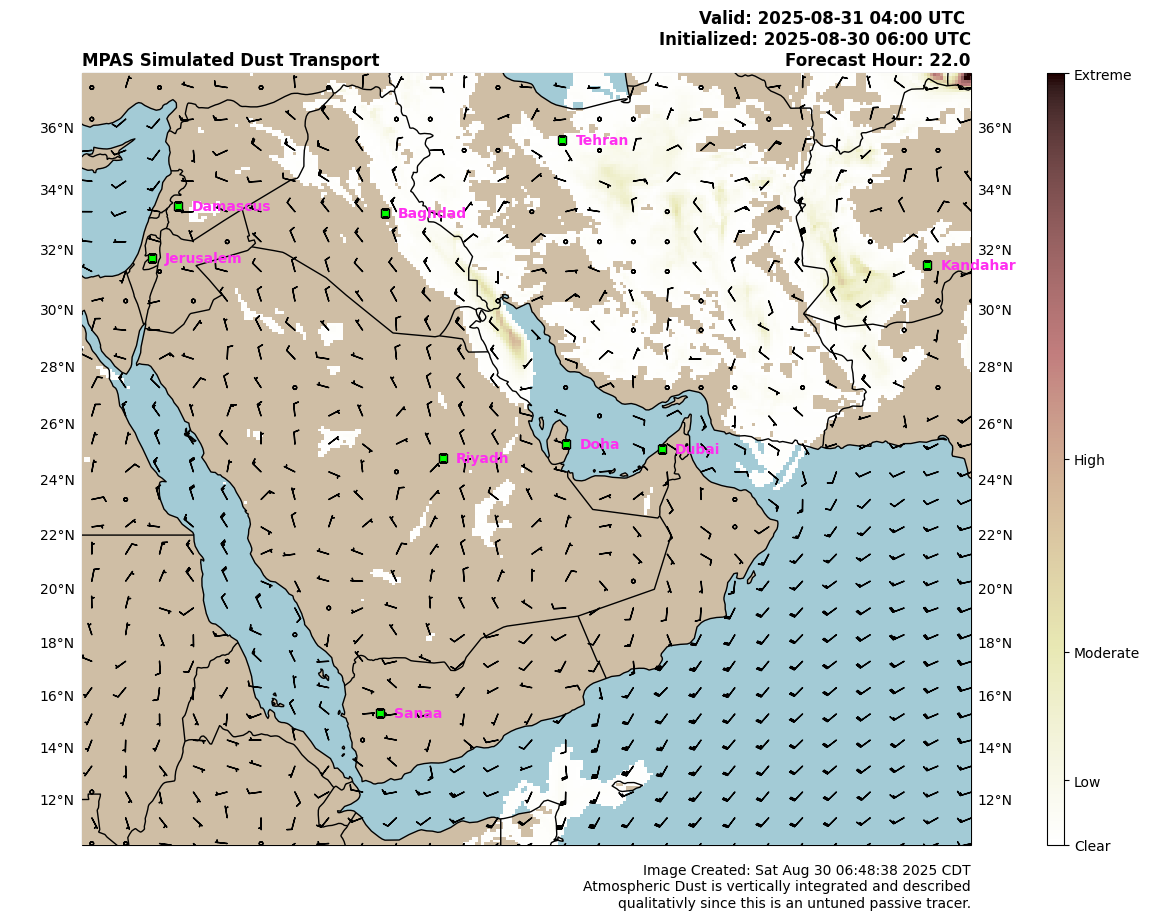 Valid: 2025-08-31 04:00 UTC
Initialized: 2025-08-30 06:00 UTC
MPAS Simulated Dust Transport
Forecast Hour: 22.0
Extreme
High
Moderate
Low
Clear
36°N
34°N
32°N
30°N
28°N
26°N
24°N
22°N
20°N
18°N
16°N
14°N
12°N
36°N
34°N
32°N
30°N
28°N
26°N
24°N
22°N
20°N
18°N
16°N
14°N
12°N
Tehran
Damascus
Baghdad
Jerusalem
Kandahar
Doha
Dubai
Riyadh
Sanaa
Image Created: Sat Aug 30 06:48:38 2025 CDT
Atmospheric Dust is vertically integrated and described
qualitativly since this is an untuned passive tracer.